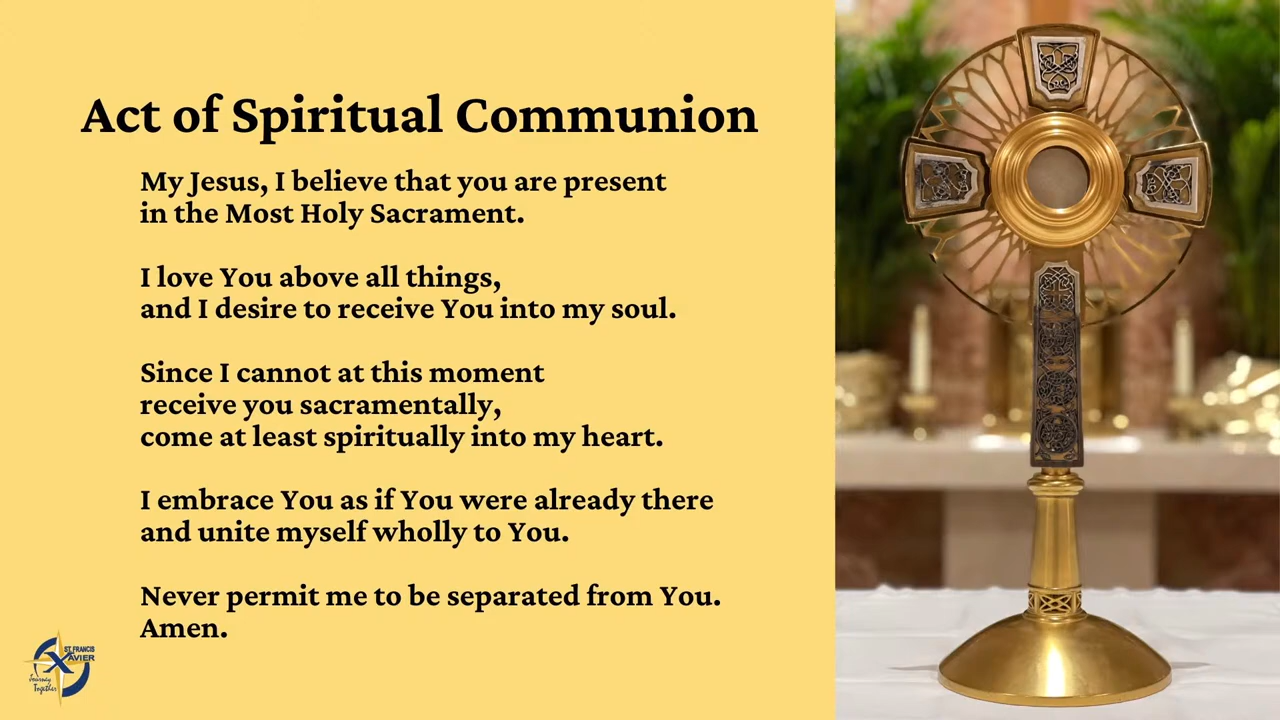 Act of Spiritual Communion
My Jesus, I believe that you are present
in the Most Holy Sacrament.
I love You above all things,
and I desire to receive You into my soul.
Since I cannot at this moment
receive you sacramentally,
come at least spiritually into my heart.
I embrace You as if You were already there
and unite myself wholly to You.
Never permit me to be separated from You.
Amen.
ST. FRANCIS
XAVIER
Journey
Together